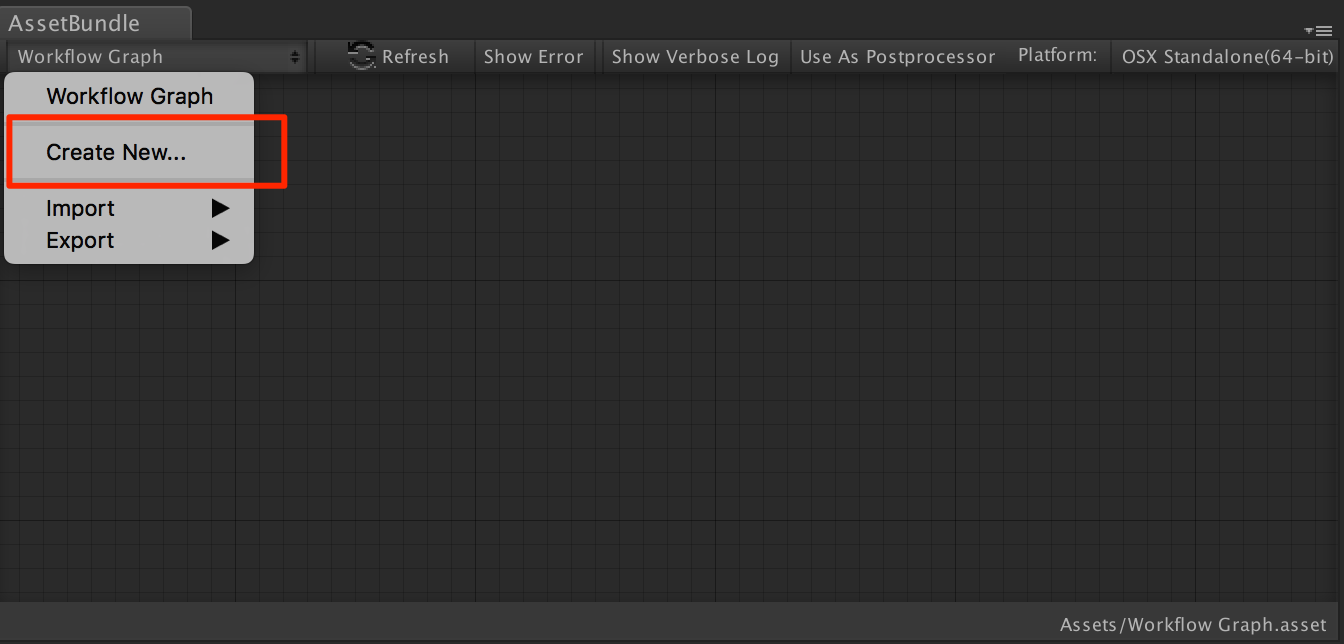 AssetBundle
Workflow Graph Refresh Show Error Show Verbose Log Use As Postprocessor Platform: OSX Standalone(64-bit)
Workflow Graph
Create New...
Import
Export
Assets/Workflow Graph.asset